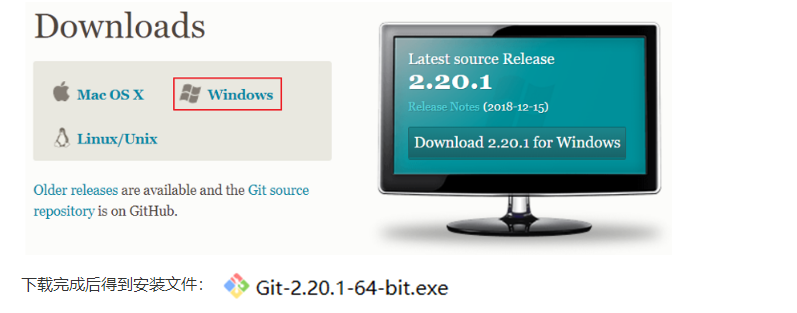 Downloads
Mac OS X
Windows
Linux/Unix
Older releases are available and the Git source
repository is on GitHub.
Latest source Release
2.20.1
Release Notes (2018-12-15)
Download 2.20.1 for Windows
下载完成后得到安装文件： Git-2.20.1-64-bit.exe